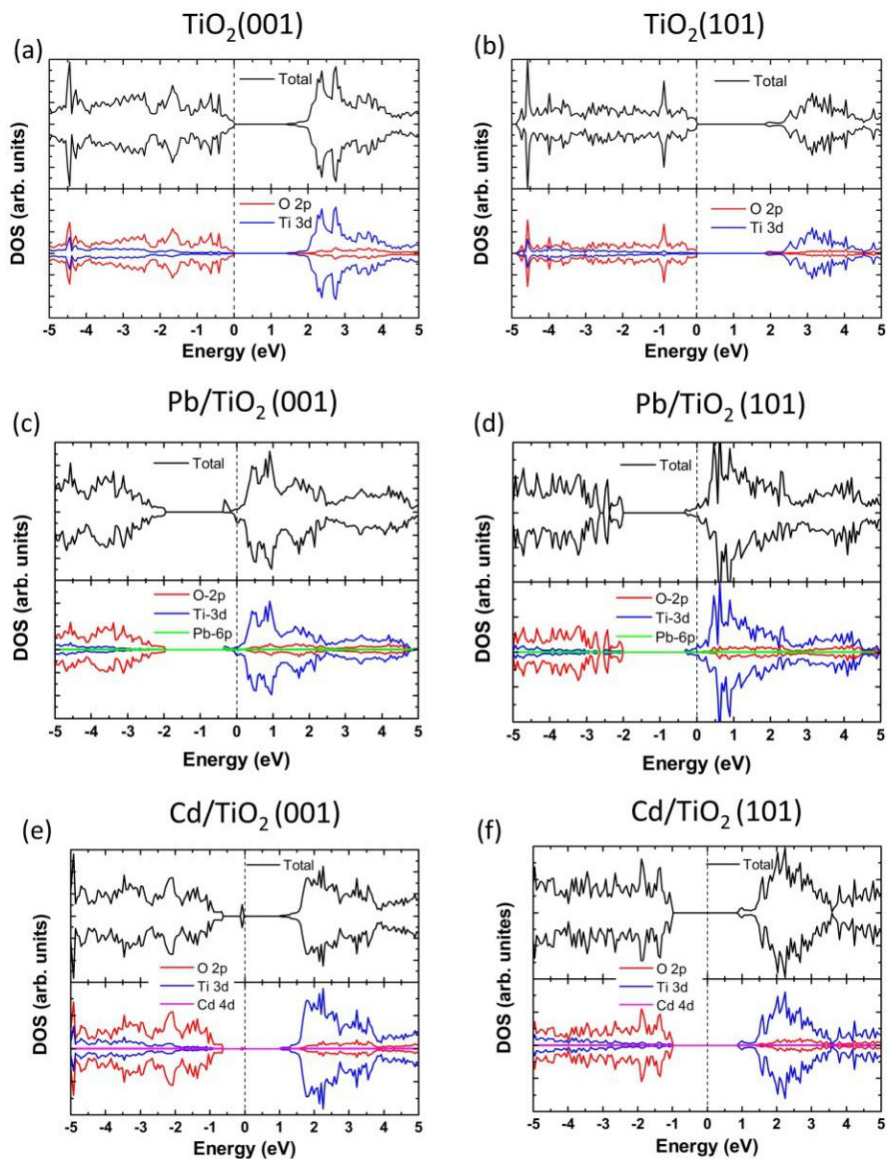 TiO2(001)
(a)
Total
O 2p
Ti 3d
DOS (arb. units)
-5 -4 -3 -2 -1 0 1 2 3 4 5
Energy (eV)
TiO2(101)
(b)
Total
O 2p
Ti 3d
DOS (arb. units)
-5 -4 -3 -2 -1 0 1 2 3 4 5
Energy (eV)
Pb/TiO2 (001)
(c)
Total
O-2p
Ti-3d
Pb-6p
DOS (arb. units)
-5 -4 -3 -2 -1 0 1 2 3 4 5
Energy (eV)
Pb/TiO2 (101)
(d)
Total
O-2p
Ti-3d
Pb-6p
DOS (arb. units)
-5 -4 -3 -2 -1 0 1 2 3 4 5
Energy (eV)
Cd/TiO2 (001)
(e)
Total
O 2p
Ti 3d
Cd 4d
DOS (arb. units)
-5 -4 -3 -2 -1 0 1 2 3 4 5
Energy (eV)
Cd/TiO2 (101)
(f)
Total
O 2p
Ti 3d
Cd 4d
DOS (arb. unites)
-5 -4 -3 -2 -1 0 1 2 3 4 5
Energy (eV)